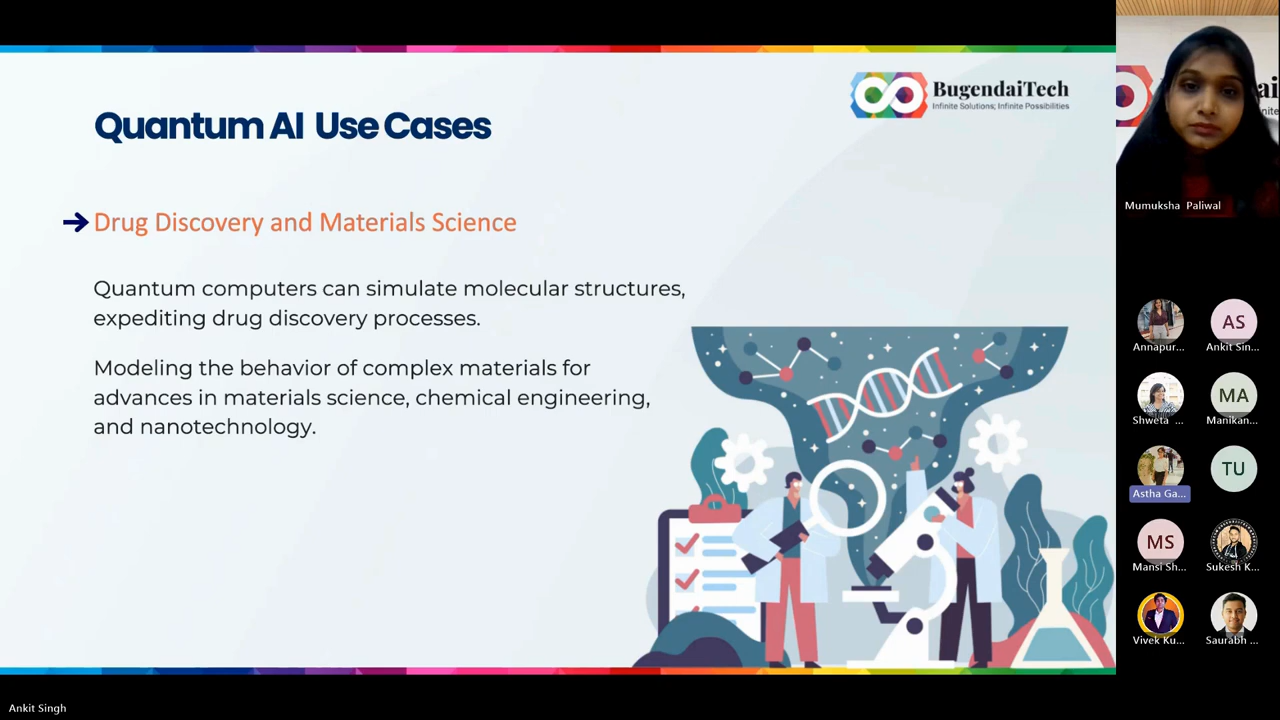 BugendaiTech
Infinite Solutions; Infinite Possibilities
Quantum AI Use Cases
Drug Discovery and Materials Science
Quantum computers can simulate molecular structures,
expediting drug discovery processes.
Modeling the behavior of complex materials for
advances in materials science, chemical engineering,
and nanotechnology.
ai
nite
Mumuksha Paliwal
AS
Annapur...
Ankit Sin...
MA
Shweta ...
Manikan...
TU
Astha Ga...
MS
Mansi Sh...
Sukesh K...
Vivek Ku...
Saurabh ...
Ankit Singh